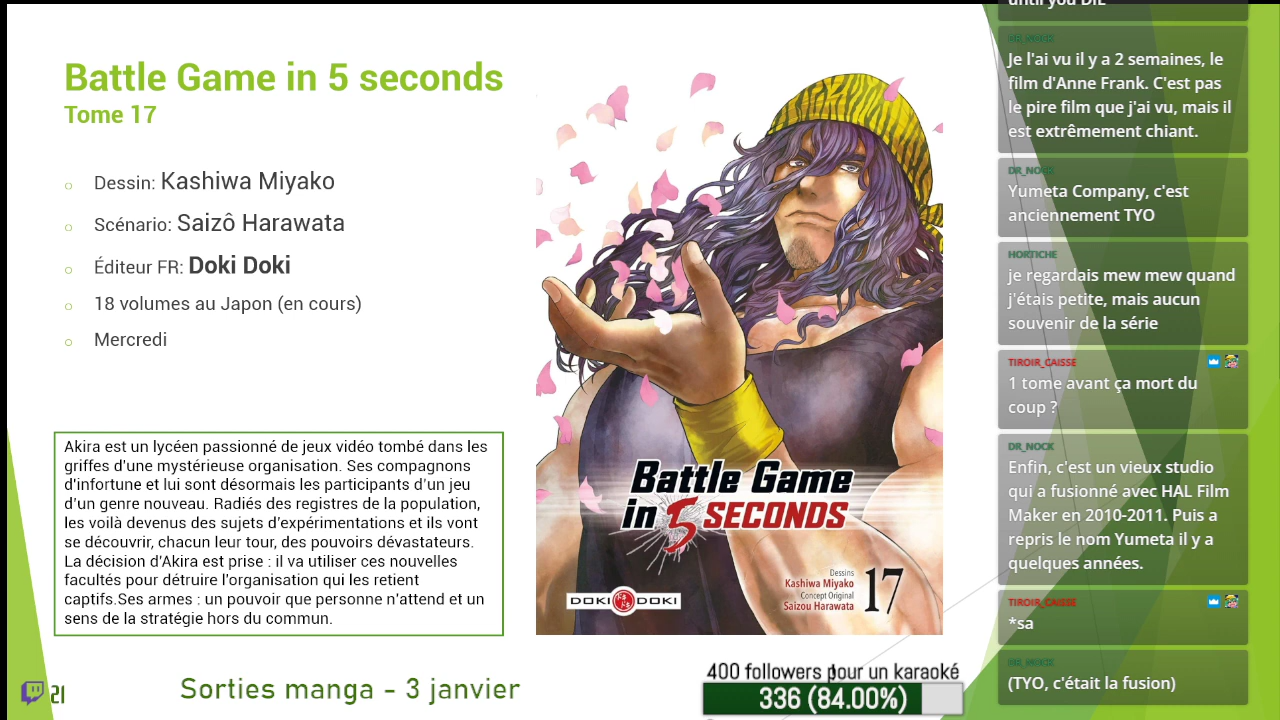 Battle Game in 5 seconds
Tome 17
Dessin: Kashiwa Miyako
Scénario: Saizô Harawata
Éditeur FR: Doki Doki
18 volumes au Japon (en cours)
Mercredi
Akira est un lycéen passionné de jeux vidéo tombé dans les
griffes d'une mystérieuse organisation. Ses compagnons
d'infortune et lui sont désormais les participants d'un jeu
d'un genre nouveau. Radiés des registres de la population,
les voilà devenus des sujets d'expérimentations et ils vont
se découvrir, chacun leur tour, des pouvoirs dévastateurs.
La décision d'Akira est prise : il va utiliser ces nouvelles
facultés pour détruire l'organisation qui les retient
captifs.Ses armes : un pouvoir que personne n'attend et un
sens de la stratégie hors du commun.
Battle Game
in 5 SECONDS
Dessins
Kashiwa Miyako
Concept Original
Saizou Harawata
17
DOKI DOKI
21
Sorties manga - 3 janvier
400 followers pour un karaoké
336 (84.00%)
until you DIE
DR_NOCK
Je l'ai vu il y a 2 semaines, le
film d'Anne Frank. C'est pas
le pire film que j'ai vu, mais il
est extrêmement chiant.
DR_NOCK
Yumeta Company, c'est
anciennement TYO
HORTICHE
je regardais mew mew quand
j'étais petite, mais aucun
souvenir de la série
TIROIR_CAISSE
1 tome avant ça mort du
coup ?
DR_NOCK
Enfin, c'est un vieux studio
qui a fusionné avec HAL Film
Maker en 2010-2011. Puis a
repris le nom Yumeta il y a
quelques années.
TIROIR_CAISSE
*sa
DR_NOCK
(TYO, c'était la fusion)